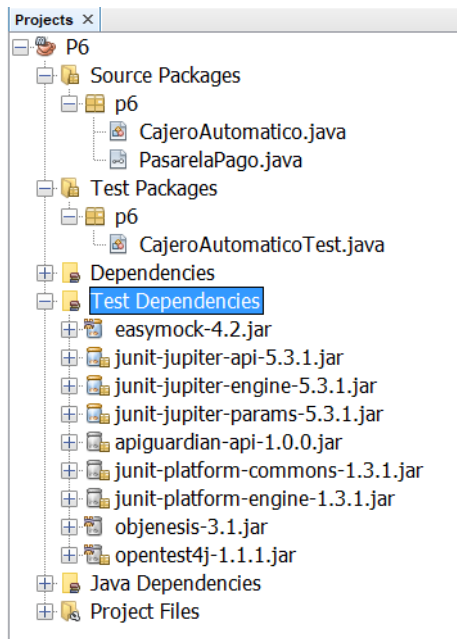 Projects ×
P6
Source Packages
p6
CajeroAutomatico.java
PasarelaPago.java
Test Packages
p6
CajeroAutomaticoTest.java
Dependencies
Test Dependencies
easymock-4.2.jar
junit-jupiter-api-5.3.1.jar
junit-jupiter-engine-5.3.1.jar
junit-jupiter-params-5.3.1.jar
apiguardian-api-1.0.0.jar
junit-platform-commons-1.3.1.jar
junit-platform-engine-1.3.1.jar
objenesis-3.1.jar
opentest4j-1.1.1.jar
Java Dependencies
Project Files